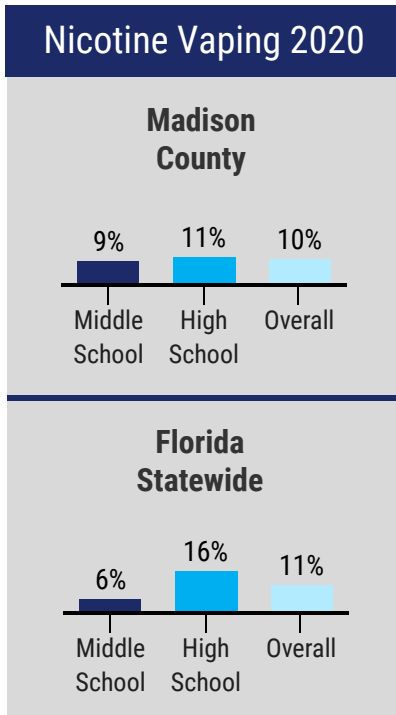 Nicotine Vaping 2020
Madison
County
9%
11%
10%
Middle
School
High
School
Overall
Florida
Statewide
6%
16%
11%
Middle
School
High
School
Overall